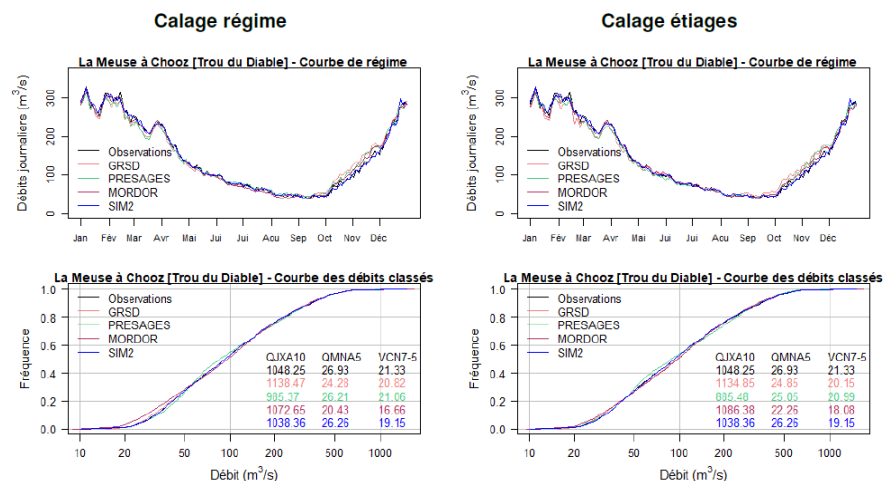 Calage régime
Calage étiages
La Meuse à Chooz [Trou du Diable] - Courbe de régime
Débits journaliers (m³/s)
300
200
100
0
Observations
GRSD
PRESAGES
MORDOR
SIM2
Jan Fév Mar Avr Mai Jui Jui Aou Sep Oct Nov Déc
La Meuse à Chooz [Trou du Diable] - Courbe de régime
Débits journaliers (m³/s)
300
200
100
0
Observations
GRSD
PRESAGES
MORDOR
SIM2
Jan Fév Mar Avr Mai Jui Jui Aou Sep Oct Nov Déc
La Meuse à Chooz [Trou du Diable] - Courbe des débits classés
Fréquence
1.0
0.8
0.6
0.4
0.2
0.0
Observations
GRSD
PRESAGES
MORDOR
SIM2
QJXA10 QMNA5 VCN7-5
1048.25 26.93 21.33
1138.47 24.28 20.82
985.37 26.21 21.06
1072.65 20.43 16.66
1038.36 26.26 19.15
10 20 50 100 200 500 1000
Débit (m³/s)
La Meuse à Chooz [Trou du Diable] - Courbe des débits classés
Fréquence
1.0
0.8
0.6
0.4
0.2
0.0
Observations
GRSD
PRESAGES
MORDOR
SIM2
QJXA10 QMNA5 VCN7-5
1048.25 26.93 21.33
1134.85 24.85 20.15
25.05 20.99
1086.38 22.26 18.08
1038.36 26.26 19.15
10 20 50 100 200 500 1000
Débit (m³/s)